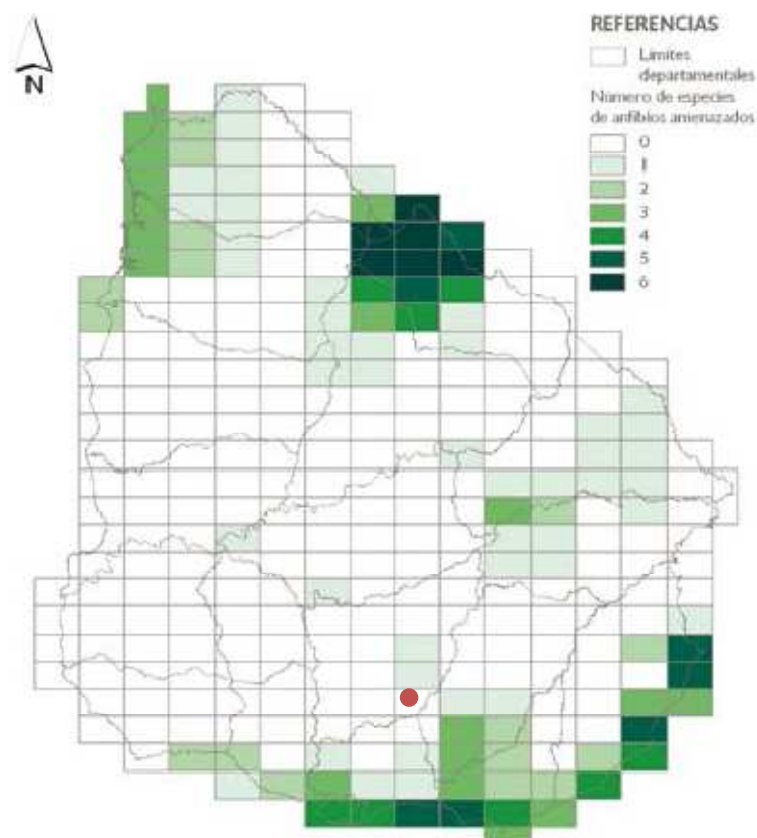 N
REFERENCIAS
Límites
departamentales
Número de especies
de anfibios amenazados
0
1
2
3
4
5
6